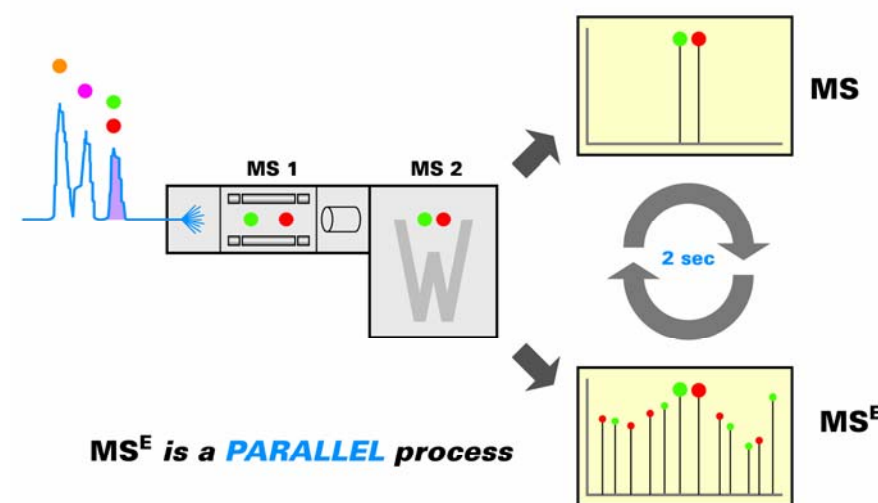 MS
MS 1
MS 2
2 sec
MS^E
MS^E is a PARALLEL process